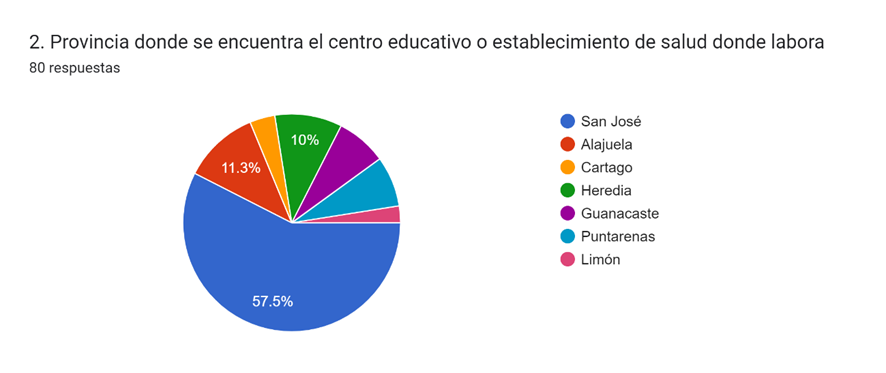 2. Provincia donde se encuentra el centro educativo o establecimiento de salud donde labora
80 respuestas
10%
11.3%
57.5%
San José
Alajuela
Cartago
Heredia
Guanacaste
Puntarenas
Limón